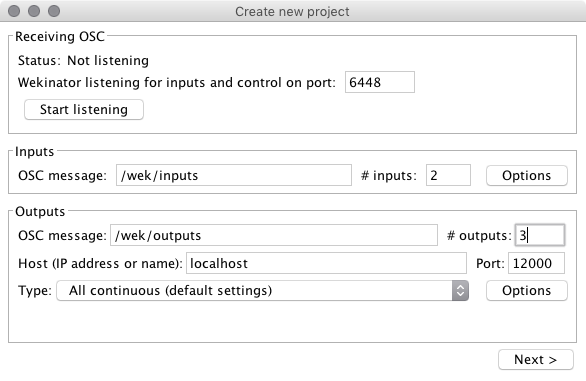 Create new project
Receiving OSC
Status: Not listening
Wekinator listening for inputs and control on port: 6448
Start listening
Inputs
OSC message: /wek/inputs # inputs: 2 Options
Outputs
OSC message: /wek/outputs # outputs: 3
Host (IP address or name): localhost Port: 12000
Type: All continuous (default settings) Options
Next >